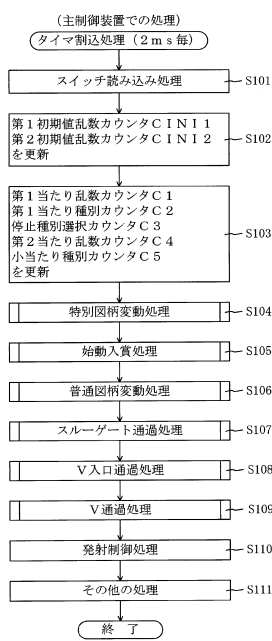 (主制御装置での処理)
タイマ割込処理(2ms毎)
スイッチ読み込み処理
S101
第1初期値乱数カウンタCINI1
第2初期値乱数カウンタCINI2
を更新
S102
第1当たり乱数カウンタC1
第1当たり種別カウンタC2
停止種別選択カウンタC3
第2当たり乱数カウンタC4
小当たり種別カウンタC5
を更新
S103
特別図柄変動処理
S104
始動入賞処理
S105
普通図柄変動処理
S106
スルーゲート通過処理
S107
V入口通過処理
S108
V通過処理
S109
発射制御処理
S110
その他の処理
S111
終 了